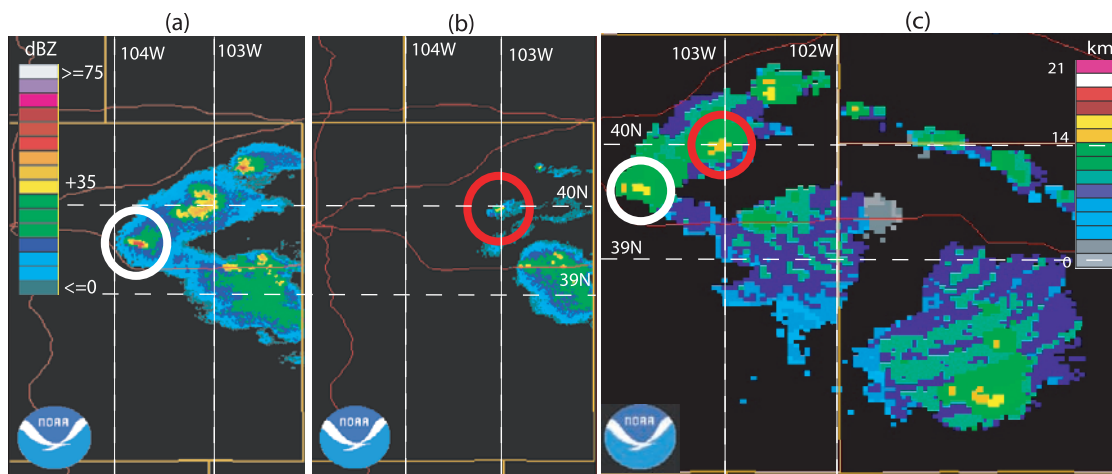 (a)
(b)
(c)
dBZ
104W
103W
104W
103W
103W
102W
km
>=75
21
+35
40N
40N
14
<=0
39N
39N
0
NOAA
NOAA
NOAA